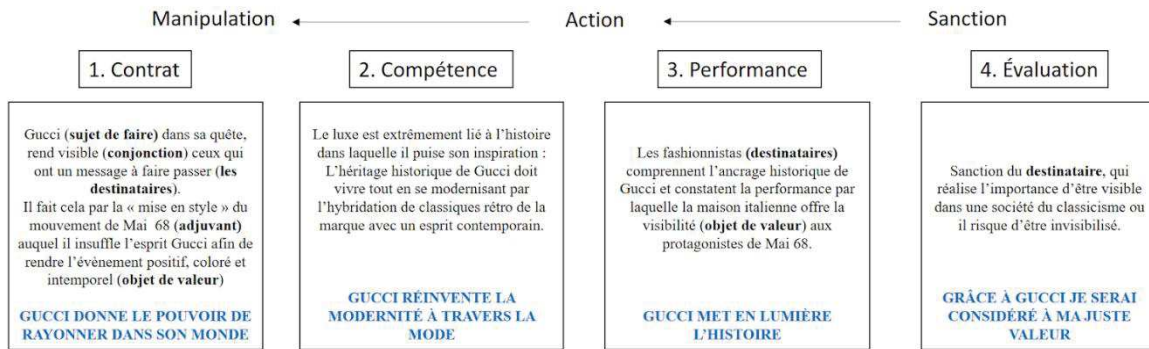 Manipulation
Action
Sanction
1. Contrat
2. Compétence
3. Performance
4. Évaluation
Gucci (sujet de faire) dans sa quête,
rend visible (conjonction) ceux qui
ont un message à faire passer (les
destinataires).
Il fait cela par la « mise en style » du
mouvement de Mai 68 (adjuvant)
auquel il insuffle l’esprit Gucci afin de
rendre l’évènement positif, coloré et
intemporel (objet de valeur)
GUCCI DONNE LE POUVOIR DE
RAYONNER DANS SON MONDE
Le luxe est extrêmement lié à l’histoire
dans laquelle il puise son inspiration :
L’héritage historique de Gucci doit
vivre tout en se modernisant par
l’hybridation de classiques rétro de la
marque avec un esprit contemporain.
GUCCI RÉINVENTE LA
MODERNITÉ À TRAVERS LA
MODE
Les fashionnistas (destinataires)
comprennent l’ancrage historique de
Gucci et constatent la performance par
laquelle la maison italienne offre la
visibilité (objet de valeur) aux
protagonistes de Mai 68.
GUCCI MET EN LUMIÈRE
L’HISTOIRE
Sanction du destinataire, qui
réalise l’importance d’être visible
dans une société du classicisme ou
il risque d’être invisibilisé.
GRÂCE À GUCCI JE SERAI
CONSIDÉRÉ À MA JUSTE
VALEUR